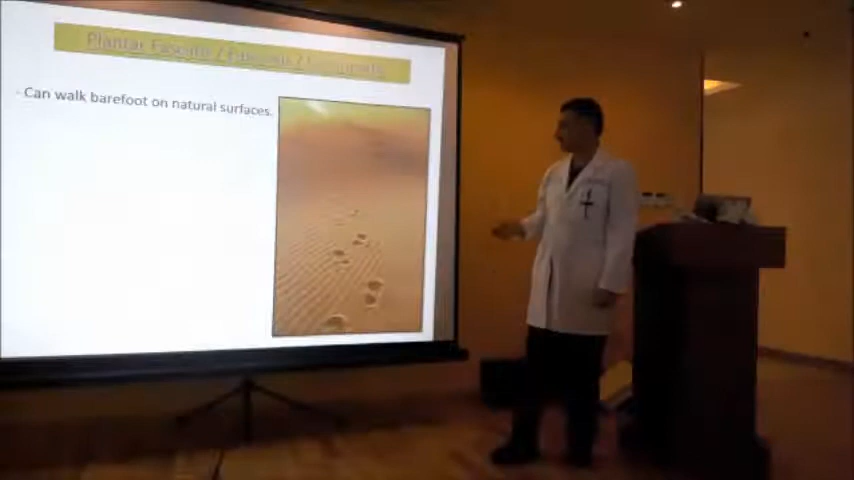 Plantar Fasciitis /
- Can walk barefoot on natural surfaces.